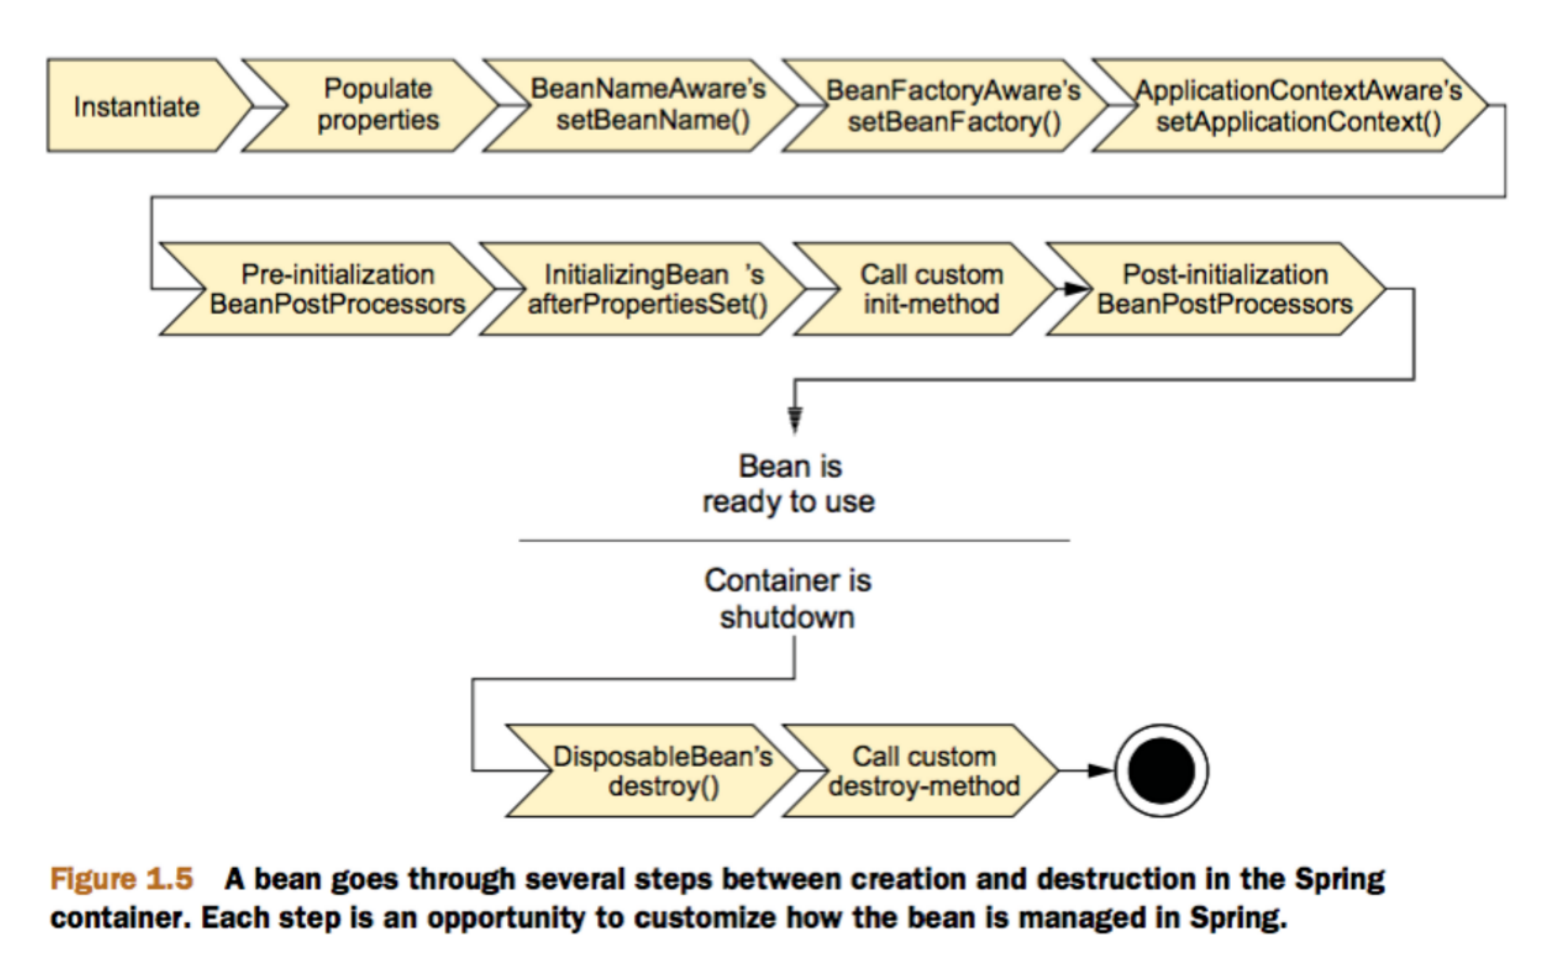 Instantiate
Populate
properties
BeanNameAware's
setBeanName()
BeanFactoryAware's
setBeanFactory()
ApplicationContextAware's
setApplicationContext()
Pre-initialization
BeanPostProcessors
InitializingBean 's
afterPropertiesSet()
Call custom
init-method
Post-initialization
BeanPostProcessors
Bean is
ready to use
Container is
shutdown
DisposableBean's
destroy()
Call custom
destroy-method
Figure 1.5 A bean goes through several steps between creation and destruction in the Spring
container. Each step is an opportunity to customize how the bean is managed in Spring.